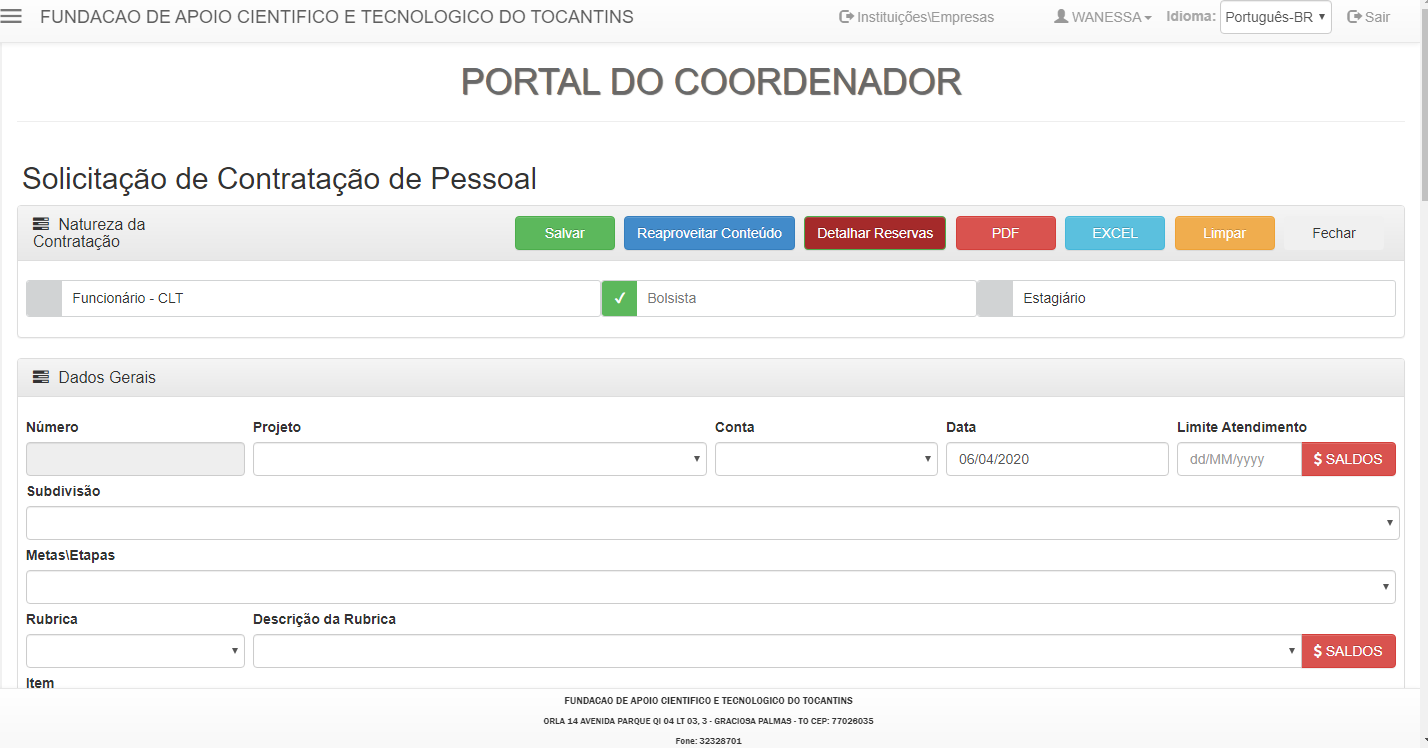 FUNDACAO DE APOIO CIENTIFICO E TECNOLOGICO DO TOCANTINS
Instituições\Empresas
WANESSA
Idioma:
Português-BR
Sair
PORTAL DO COORDENADOR
Solicitação de Contratação de Pessoal
Natureza da
Contratação
Salvar
Reaproveitar Conteúdo
Detalhar Reservas
PDF
EXCEL
Limpar
Fechar
Funcionário - CLT
Bolsista
Estagiário
Dados Gerais
Número
Projeto
Conta
Data
Limite Atendimento
06/04/2020
dd/MM/yyyy
$ SALDOS
Subdivisão
Metas\Etapas
Rubrica
Descrição da Rubrica
$ SALDOS
Item
FUNDACAO DE APOIO CIENTIFICO E TECNOLOGICO DO TOCANTINS
ORLA 14 AVENIDA PARQUE QI 04 LT 03, 3 - GRACIOSA PALMAS - TO CEP: 77026035
Fone: 32328701